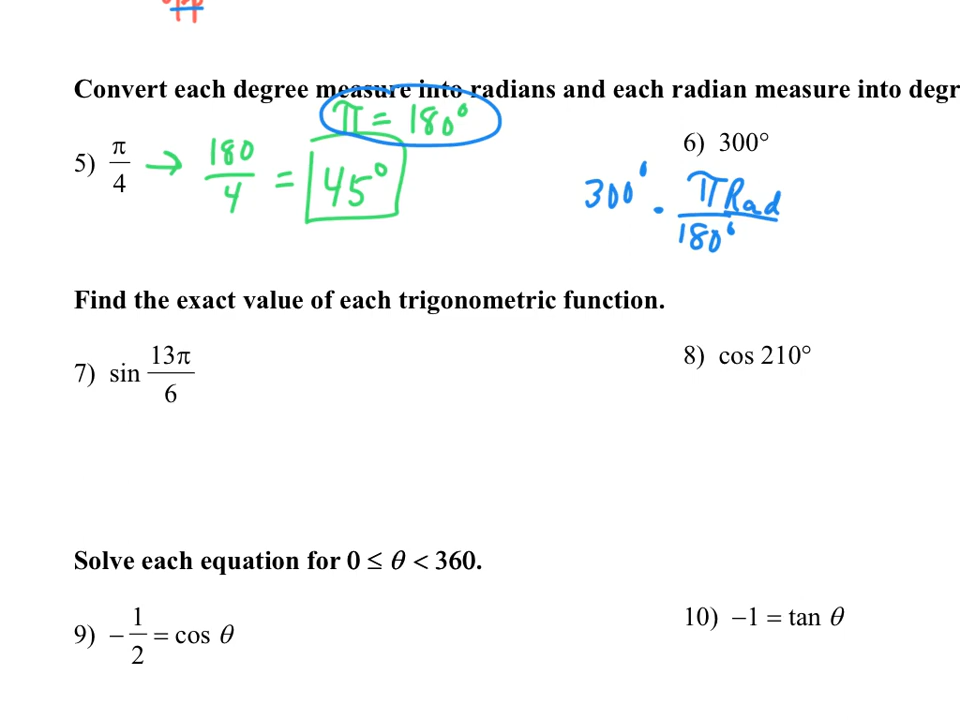 Convert each degree measure into radians and each radian measure into degr
π = 180°
5) π/4 → 180/4 = 45°
6) 300°
300° · π Rad/180°
Find the exact value of each trigonometric function.
7) sin 13π/6
8) cos 210°
Solve each equation for 0 ≤ θ < 360.
9) −1/2 = cos θ
10) −1 = tan θ